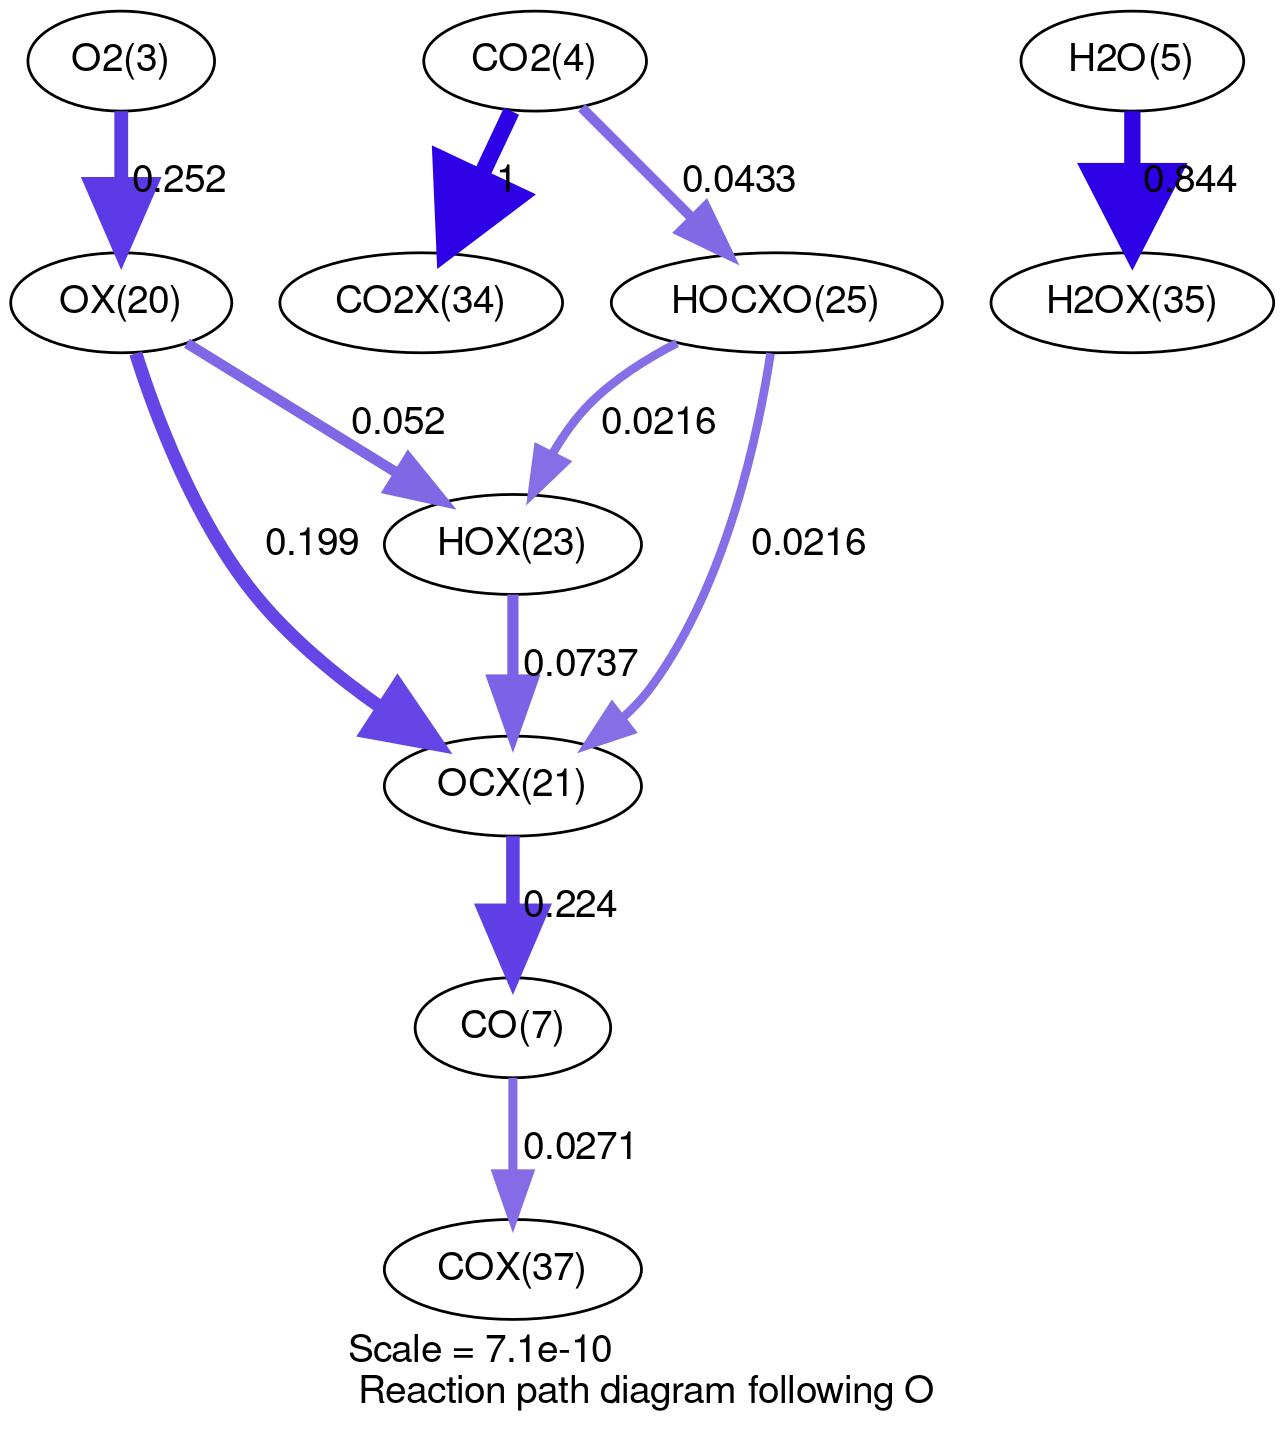 O2(3)
CO2(4)
H2O(5)
0.252
1
0.0433
0.844
OX(20)
CO2X(34)
HOCXO(25)
H2OX(35)
0.052
0.0216
0.199
HOX(23)
0.0216
0.0737
OCX(21)
0.224
CO(7)
0.0271
COX(37)
Scale = 7.1e-10
Reaction path diagram following O